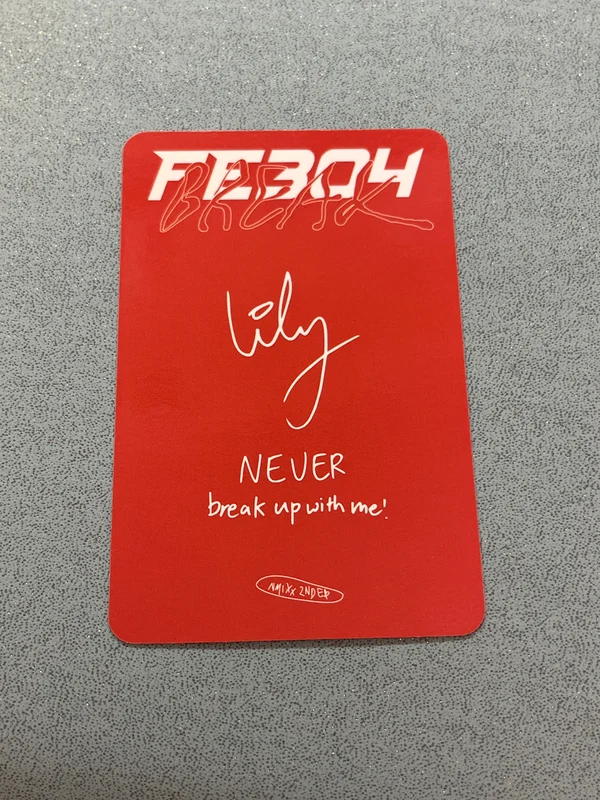 FE3O4
BREAK
Lily
NEVER
break up with me!
NMIXX 2ND EP